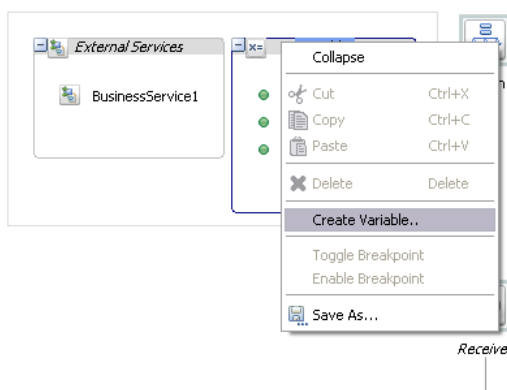 External Services
x=
Collapse
BusinessService1
Cut Ctrl+X
Copy Ctrl+C
Paste Ctrl+V
Delete Delete
Create Variable..
Toggle Breakpoint
Enable Breakpoint
Save As...
Receive